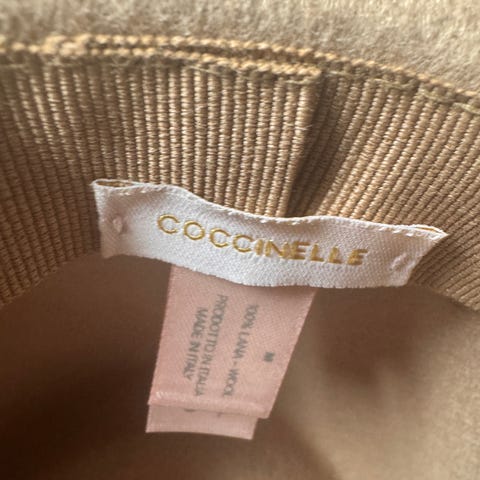 COCCINELLE
M
100% LANA - WOOL
PRODOTTO IN ITALIA
MADE IN ITALY